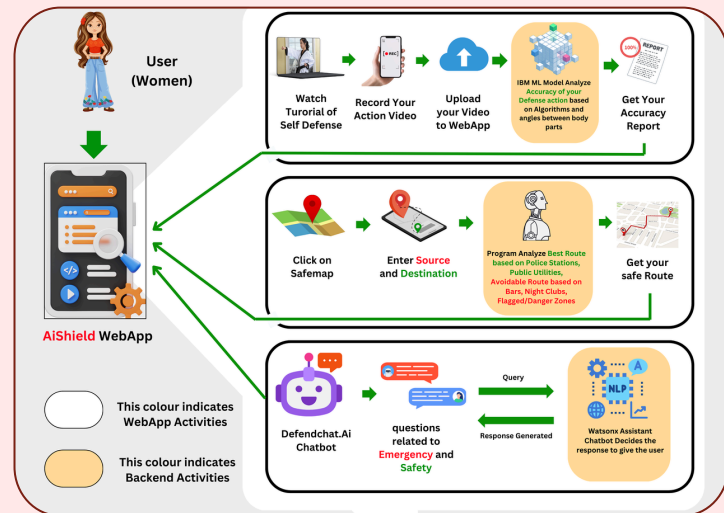 User
(Women)
AiShield WebApp
This colour indicates
WebApp Activities
This colour indicates
Backend Activities
Watch
Turorial of
Self Defense
[●REC]
Record Your
Action Video
Upload
your Video
to WebApp
IBM ML Model Analyze
Accuracy of your
Defense action based
on Algorithms and
angles between body
parts
100%
REPORT
Get Your
Accuracy
Report
Click on
Safemap
Enter Source
and Destination
Program Analyze Best Route
based on Police Stations,
Public Utilities,
Avoidable Route based on
Bars, Night Clubs,
Flagged/Danger Zones
Get your
safe Route
Defendchat.Ai
Chatbot
questions
related to
Emergency and
Safety
Query
Response Generated
A
NLP
Watsonx Assistant
Chatbot Decides the
response to give the user